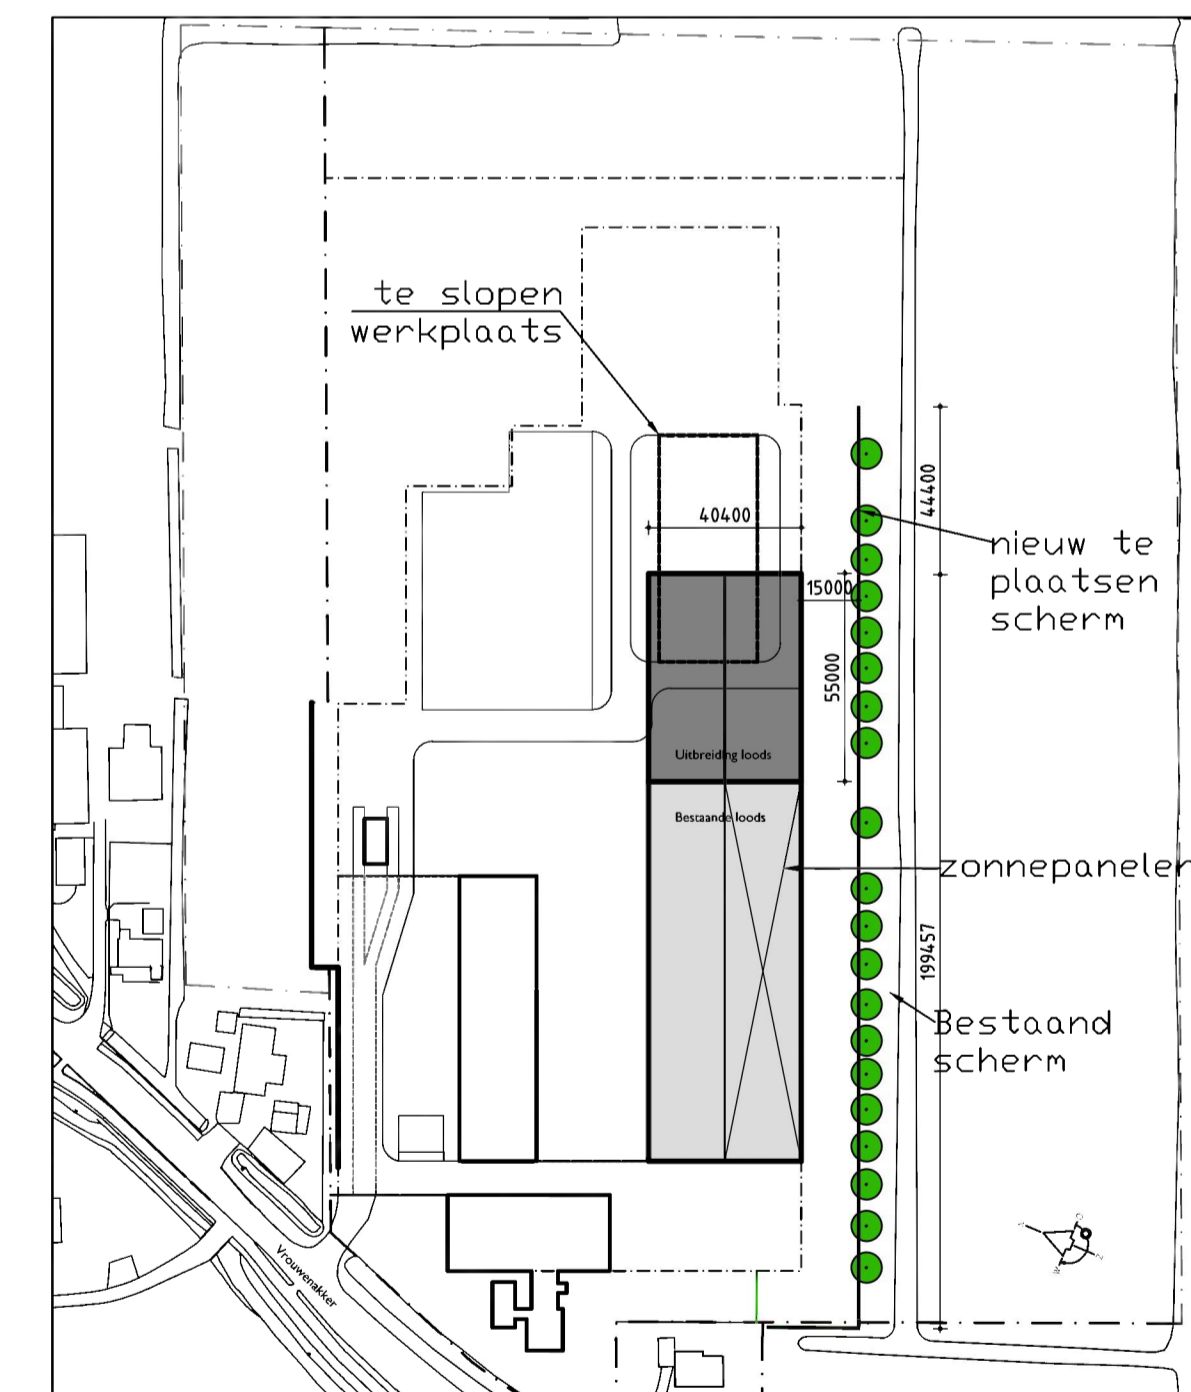 te slopen
werkplaats
40400
44400
nieuw te
plaatsen
scherm
15000
55000
Uitbreiding loods
Bestaande loods
zonnepanelen
199457
Bestaand
scherm
Vrouwenakker